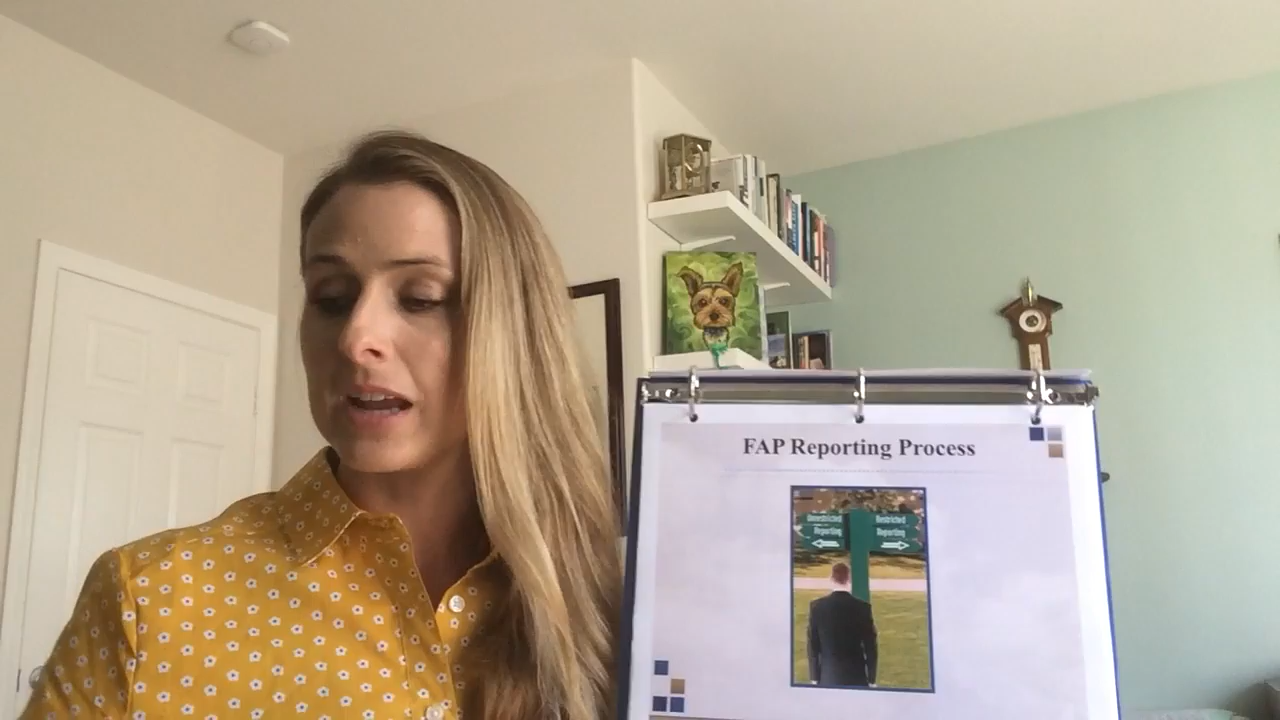 FAP Reporting Process
Unrestricted
Reporting
Restricted
Reporting